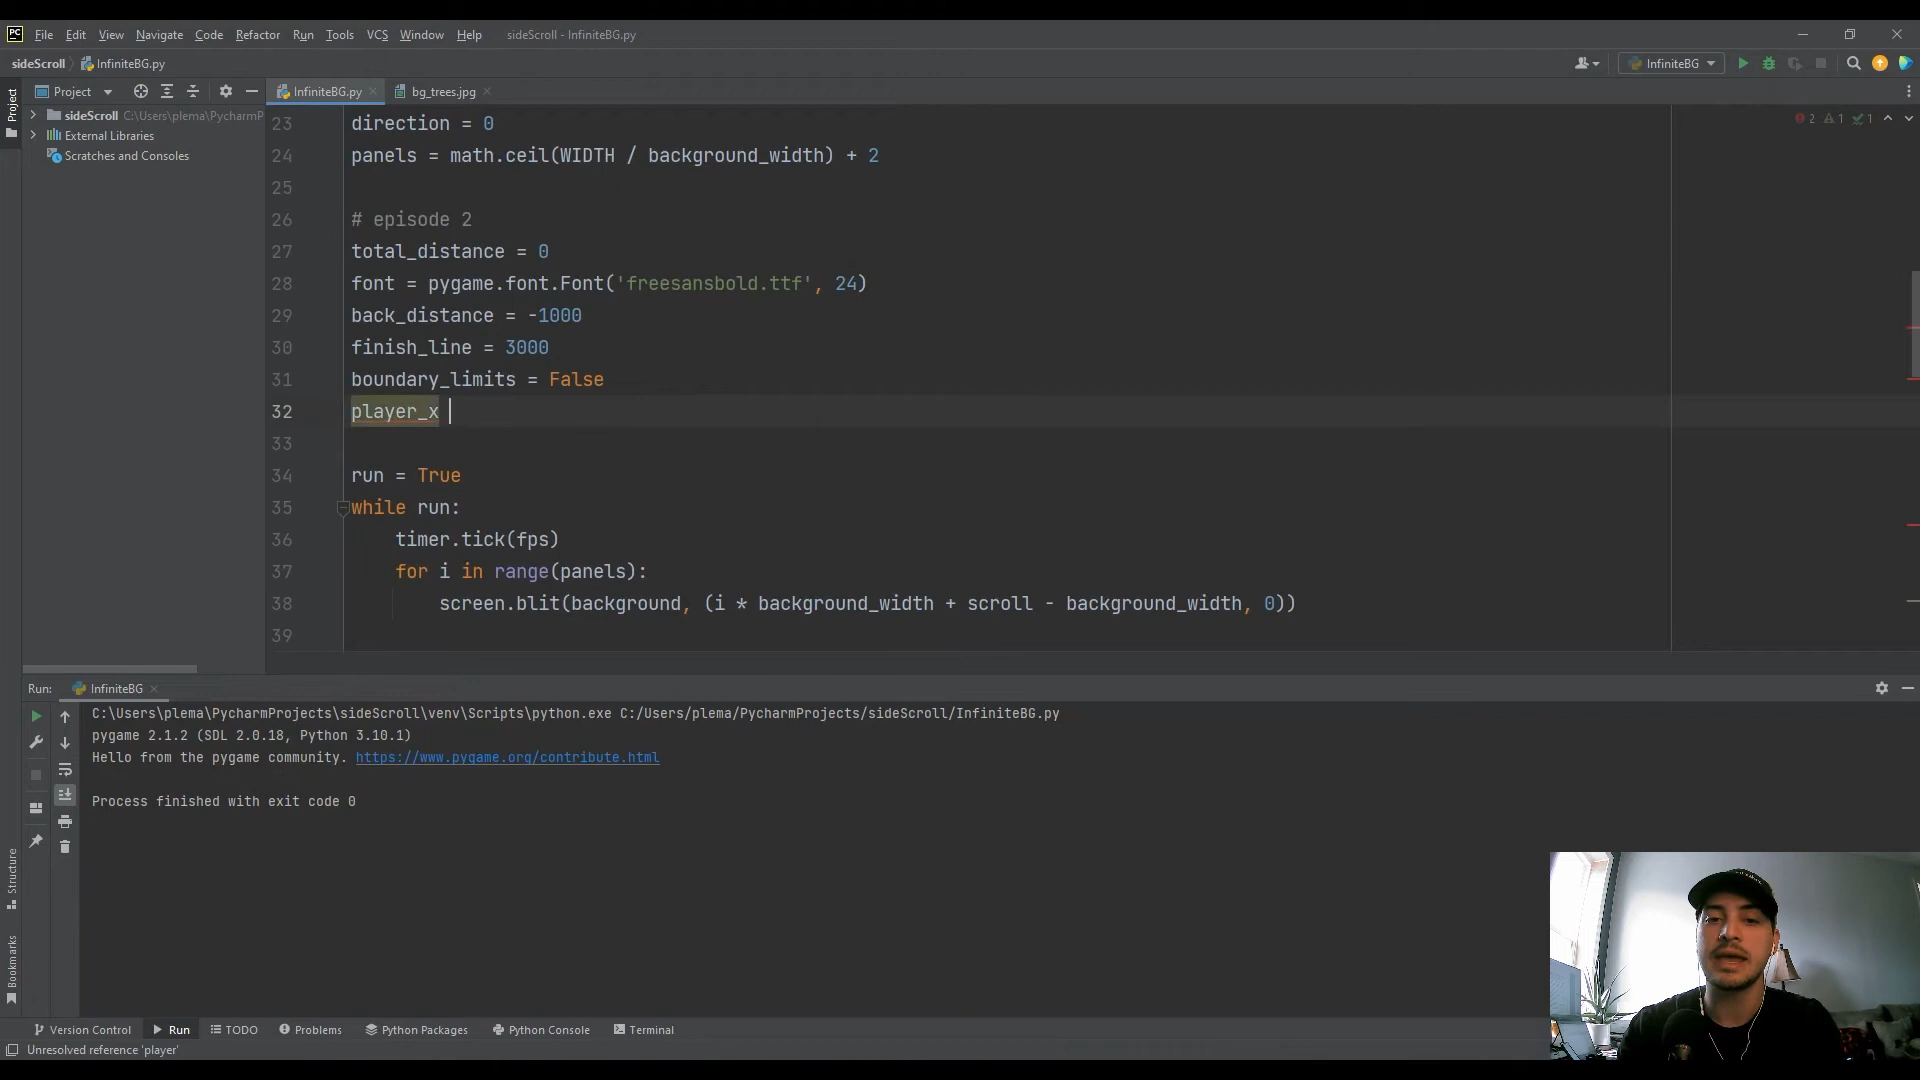 PC File Edit View Navigate Code Refactor Run Tools VCS Window Help sideScroll - InfiniteBG.py
sideScroll InfiniteBG.py InfiniteBG
Project InfiniteBG.py bg_trees.jpg
Project
sideScroll C:\Users\plema\PycharmP
External Libraries
Scratches and Consoles
2 1 1
23 direction = 0
24 panels = math.ceil(WIDTH / background_width) + 2
25
26 # episode 2
27 total_distance = 0
28 font = pygame.font.Font('freesansbold.ttf', 24)
29 back_distance = -1000
30 finish_line = 3000
31 boundary_limits = False
32 player_x
33
34 run = True
35 while run:
36 timer.tick(fps)
37 for i in range(panels):
38 screen.blit(background, (i * background_width + scroll - background_width, 0))
39
Run: InfiniteBG
C:\Users\plema\PycharmProjects\sideScroll\venv\Scripts\python.exe C:/Users/plema/PycharmProjects/sideScroll/InfiniteBG.py
pygame 2.1.2 (SDL 2.0.18, Python 3.10.1)
Hello from the pygame community. https://www.pygame.org/contribute.html
Process finished with exit code 0
Structure
Bookmarks
Version Control Run TODO Problems Python Packages Python Console Terminal
Unresolved reference 'player'